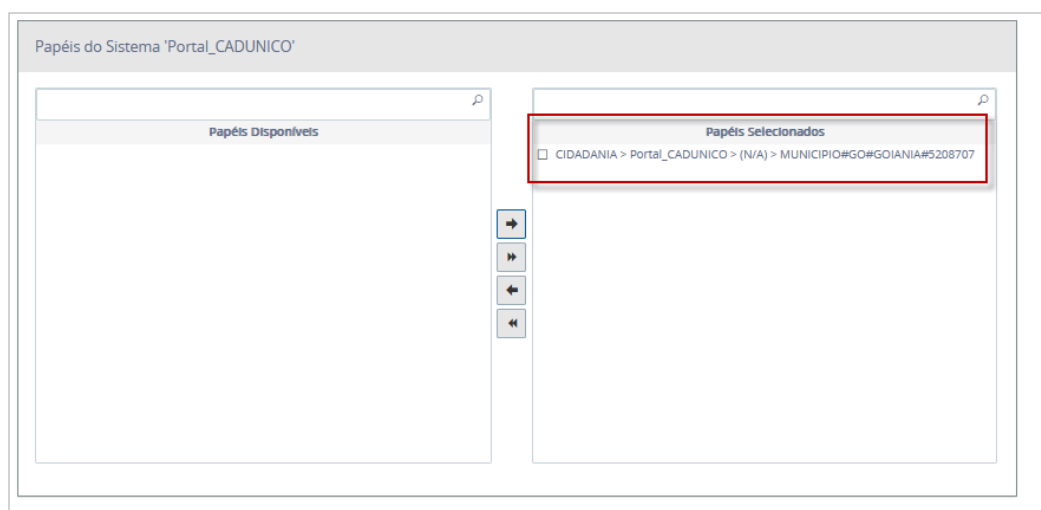 Papéis do Sistema 'Portal_CADUNICO'
Papéis Disponíveis
Papéis Selecionados
CIDADANIA > Portal_CADUNICO > (N/A) > MUNICIPIO#GO#GOIANIA#5208707